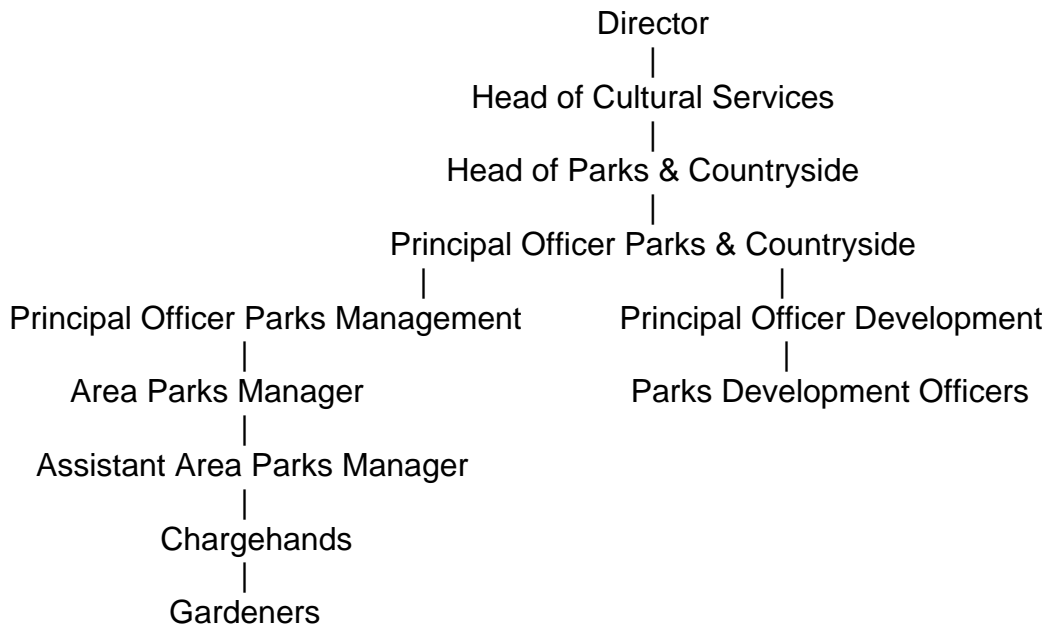 Director
|
Head of Cultural Services
|
Head of Parks & Countryside
|
Principal Officer Parks & Countryside
| |
Principal Officer Parks Management Principal Officer Development
| |
Area Parks Manager Parks Development Officers
|
Assistant Area Parks Manager
|
Chargehands
|
Gardeners